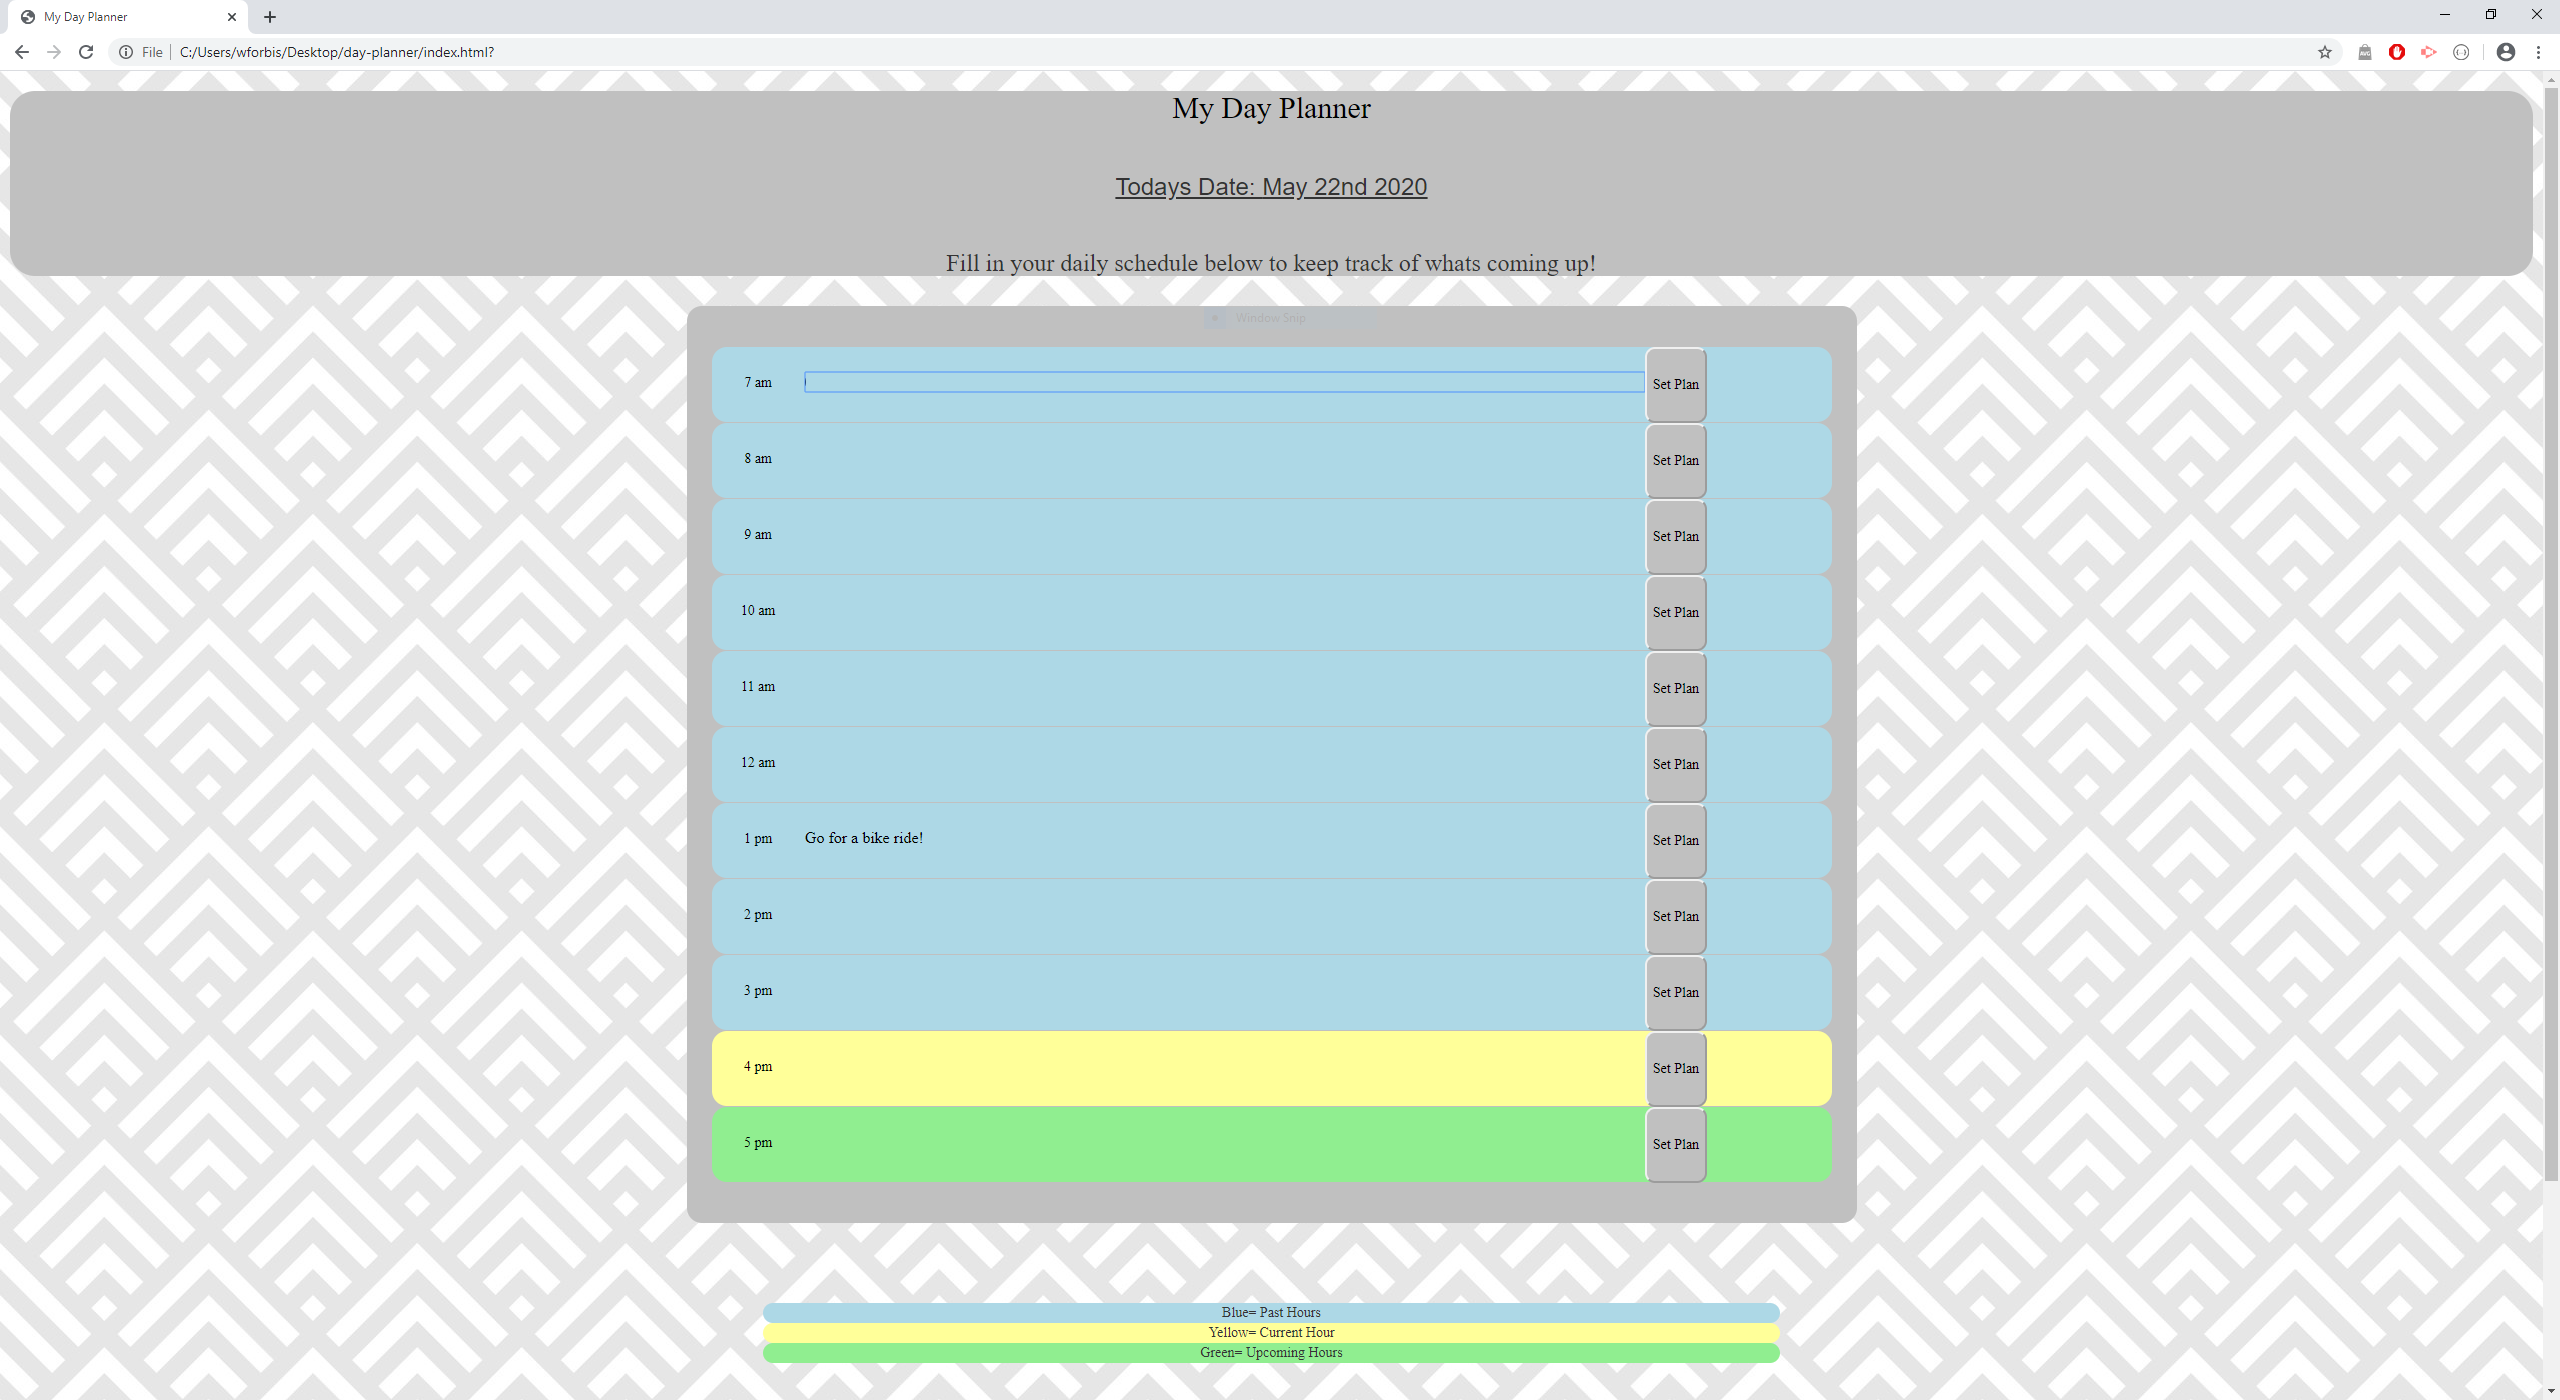 My Day Planner
File C:/Users/wforbis/Desktop/day-planner/index.html?
My Day Planner
Todays Date: May 22nd 2020
Fill in your daily schedule below to keep track of whats coming up!
Window Snip
7 am Set Plan
8 am Set Plan
9 am Set Plan
10 am Set Plan
11 am Set Plan
12 am Set Plan
1 pm Go for a bike ride! Set Plan
2 pm Set Plan
3 pm Set Plan
4 pm Set Plan
5 pm Set Plan
Blue= Past Hours
Yellow= Current Hour
Green= Upcoming Hours